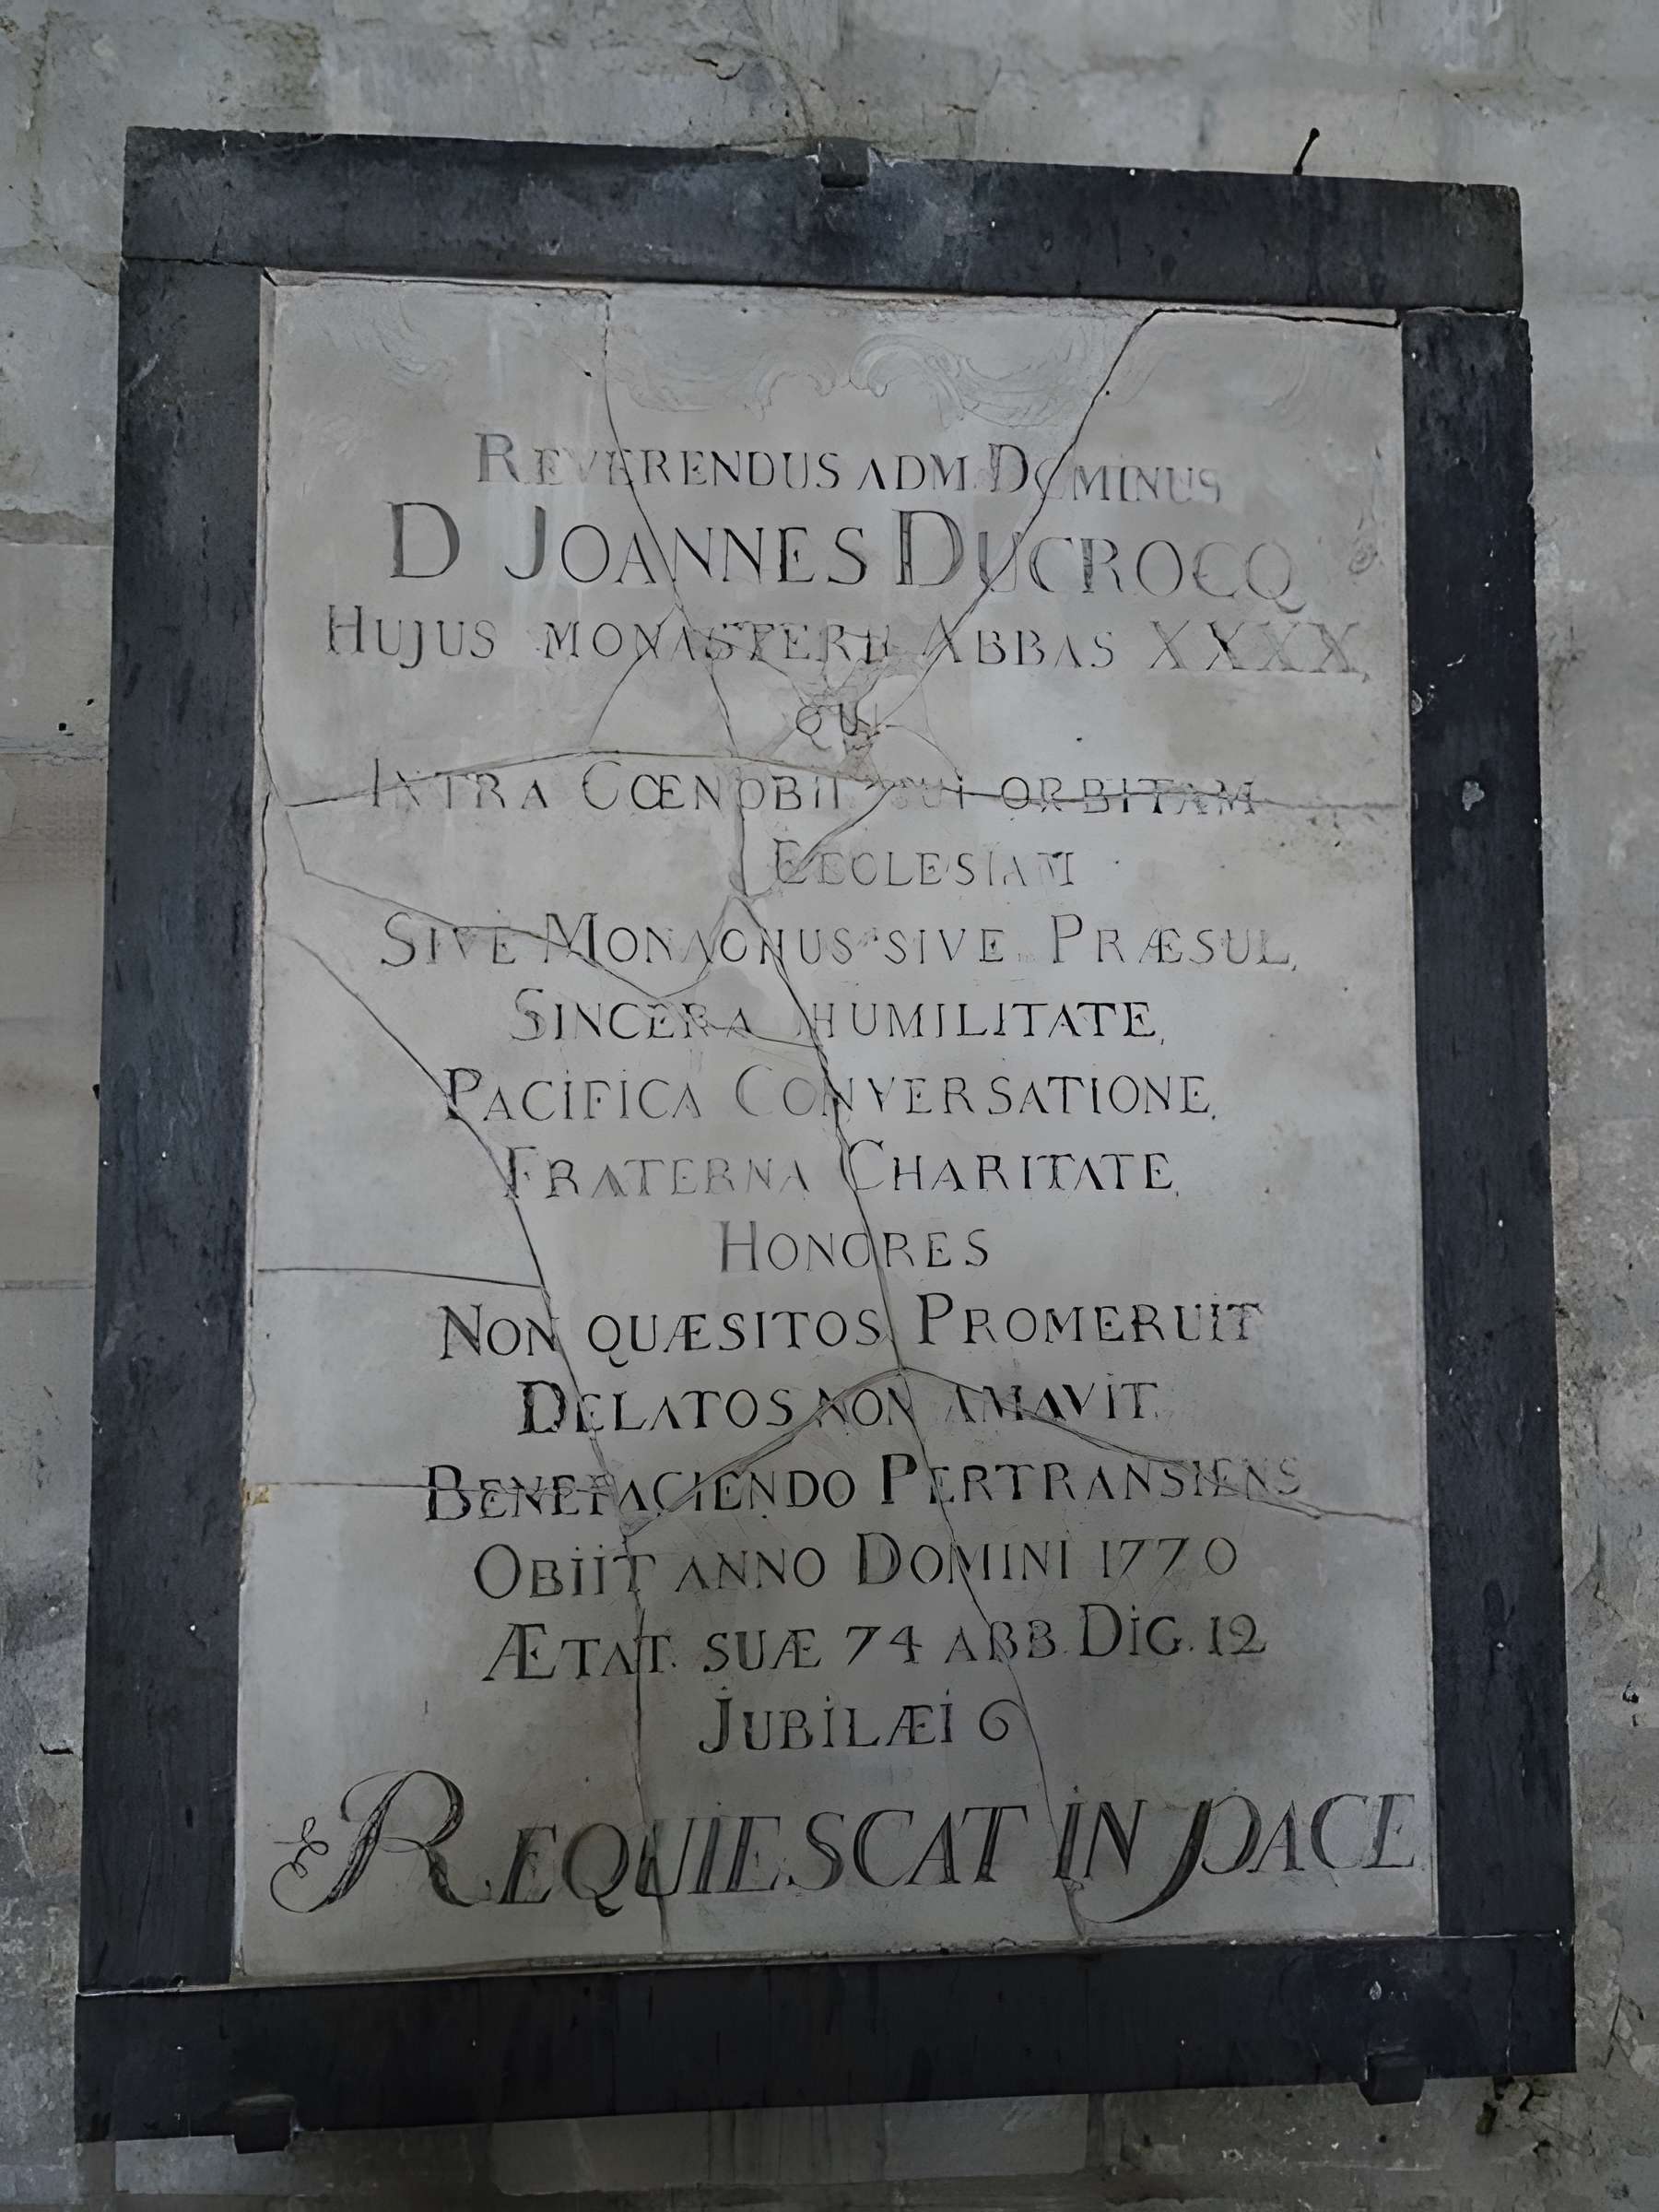 REVERENDUS ADM. DOMINUS
D JOANNES DUCROCQ
HUJUS MONASTERII ABBAS XXXX,
QUI
INTRA CŒNOBII SUI ORBITAM
ECCLESIAM
SIVE MONACHUS SIVE PRÆSUL,
SINCERA HUMILITATE,
PACIFICA CONVERSATIONE,
FRATERNA CHARITATE,
HONORES
NON QUÆSITOS PROMERUIT
DELATOS NON AMAVIT.
BENEFACIENDO PERTRANSIENS
OBIIT ANNO DOMINI 1770
ÆTAT. SUÆ 74 ABB. DIG. 12
JUBILÆI 6
REQUIESCAT IN PACE